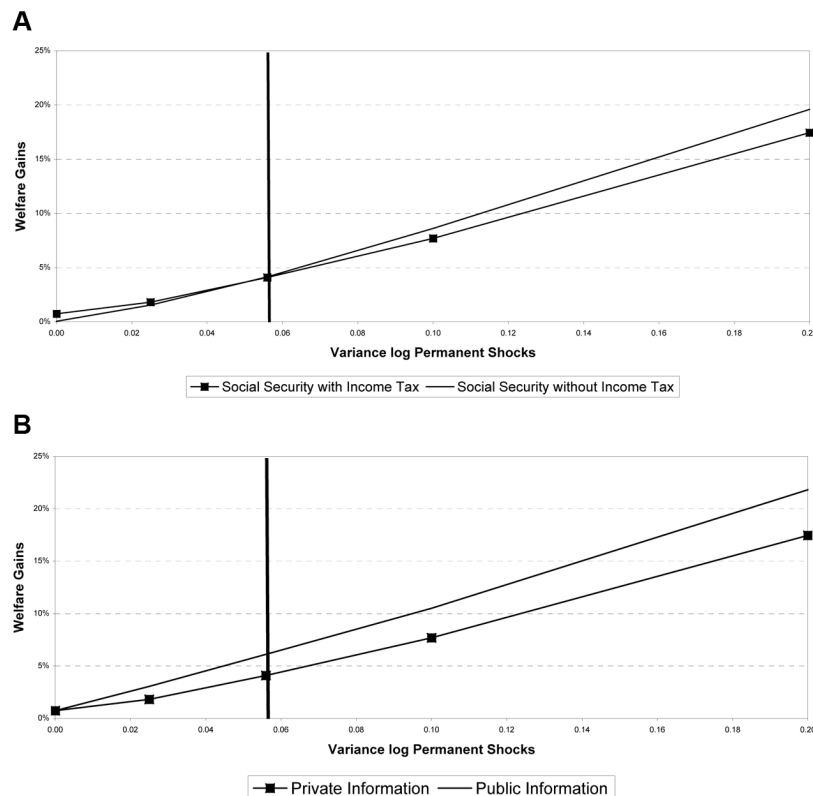 A
25%
20%
15%
10%
5%
0%
Welfare Gains
0.00 0.02 0.04 0.06 0.08 0.10 0.12 0.14 0.16 0.18 0.2
Variance log Permanent Shocks
Social Security with Income Tax Social Security without Income Tax
B
25%
20%
15%
10%
5%
0%
Welfare Gains
0.00 0.02 0.04 0.06 0.08 0.10 0.12 0.14 0.16 0.18 0.20
Variance log Permanent Shocks
Private Information Public Information